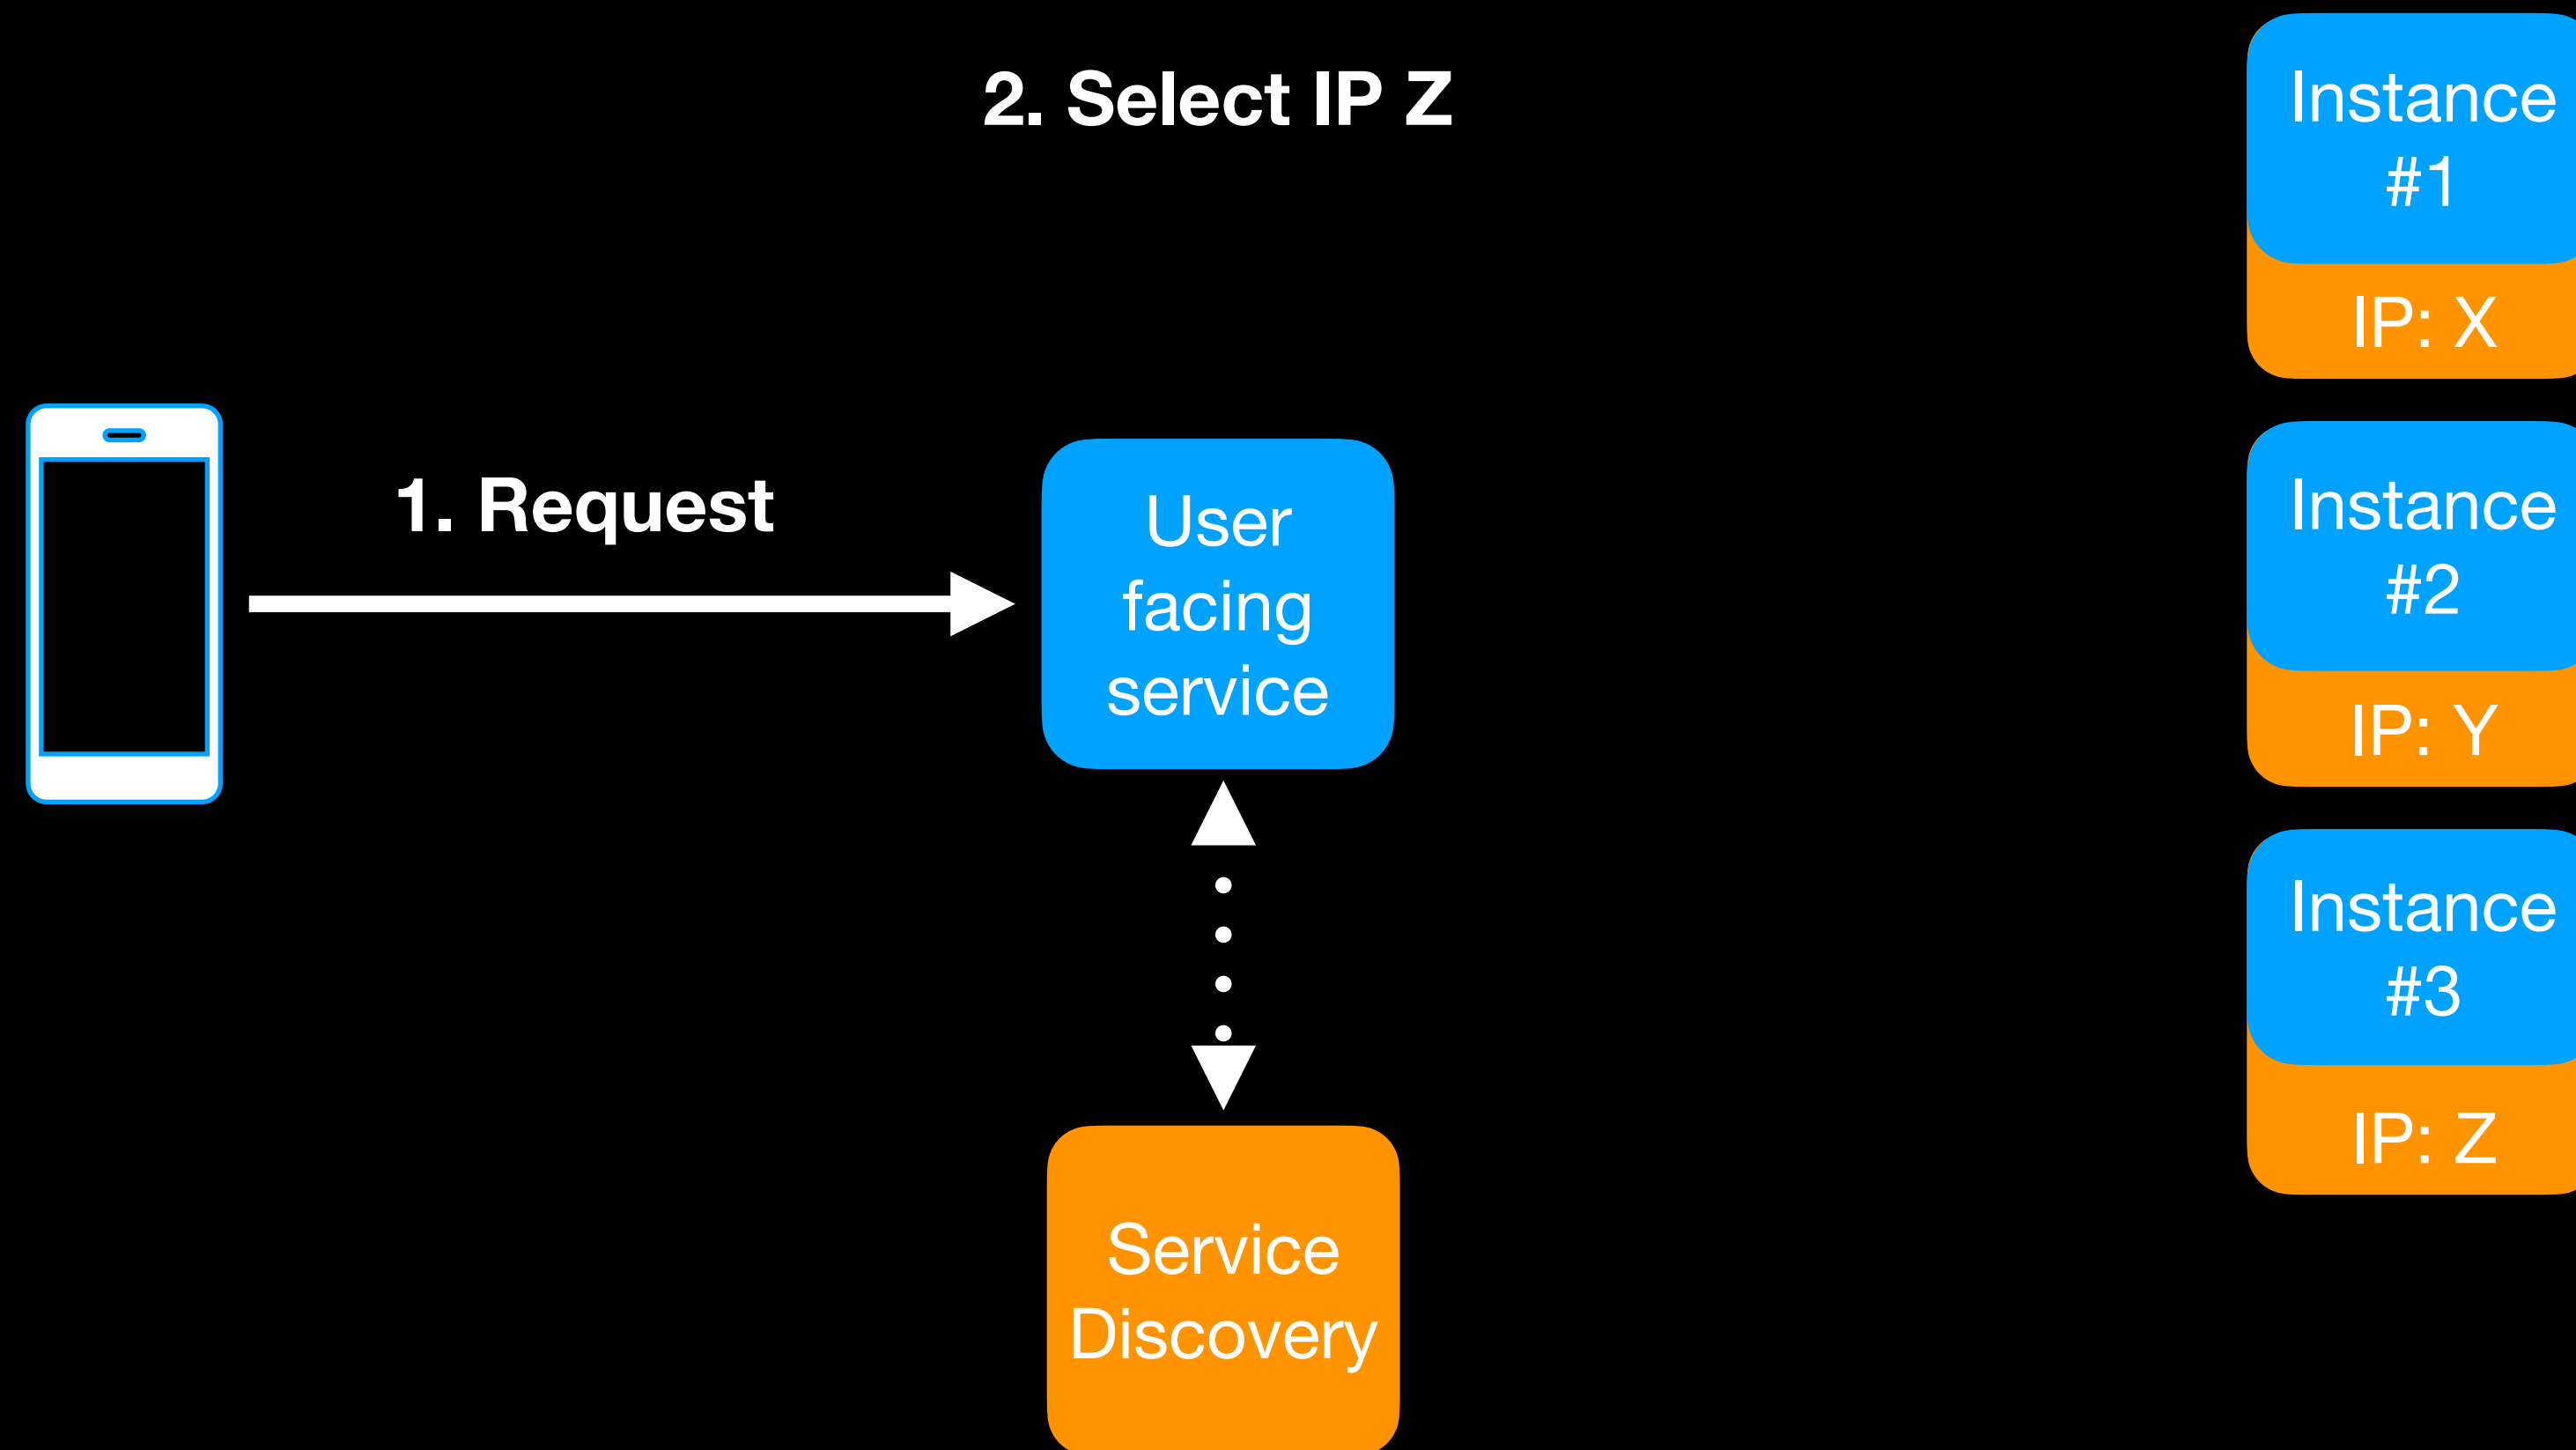 2. Select IP Z
1. Request
User
facing
service
Service
Discovery
Instance
#1
IP: X
Instance
#2
IP: Y
Instance
#3
IP: Z